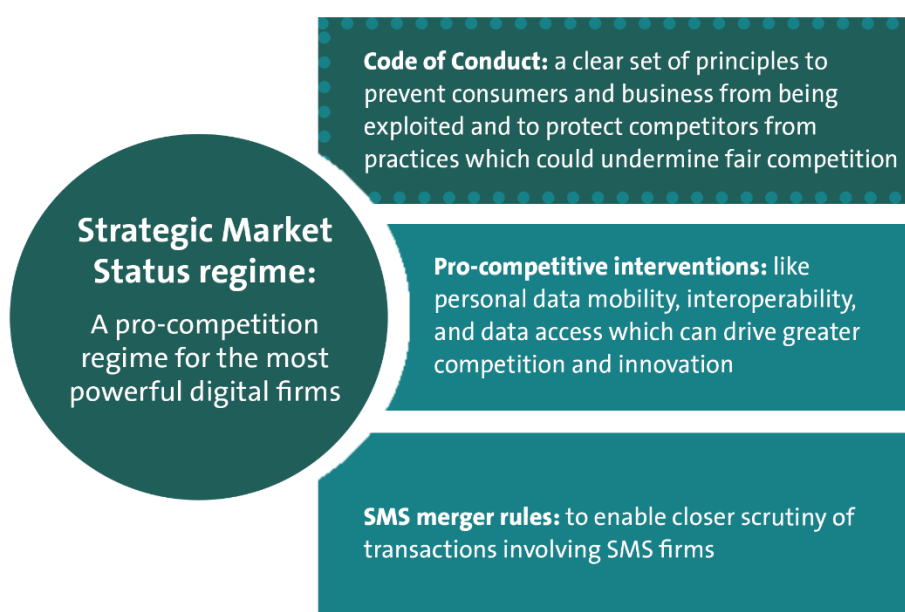 Strategic Market
Status regime:
A pro-competition
regime for the most
powerful digital firms
Code of Conduct: a clear set of principles to
prevent consumers and business from being
exploited and to protect competitors from
practices which could undermine fair competition
Pro-competitive interventions: like
personal data mobility, interoperability,
and data access which can drive greater
competition and innovation
SMS merger rules: to enable closer scrutiny of
transactions involving SMS firms